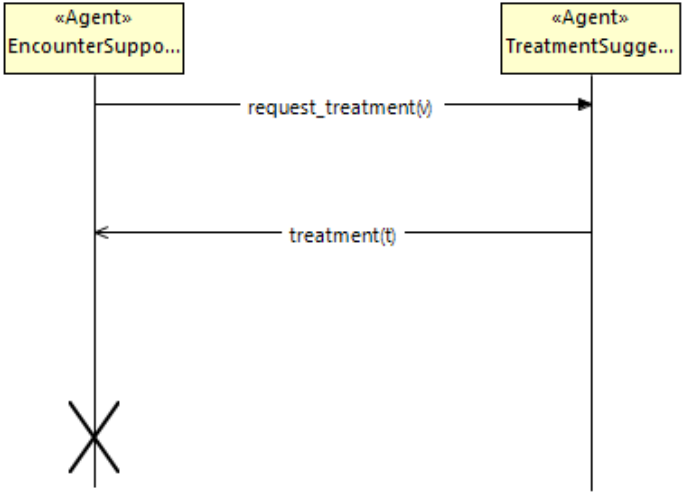 «Agent»
EncounterSuppo...
«Agent»
TreatmentSugge...
request_treatment(v)
treatment(t)